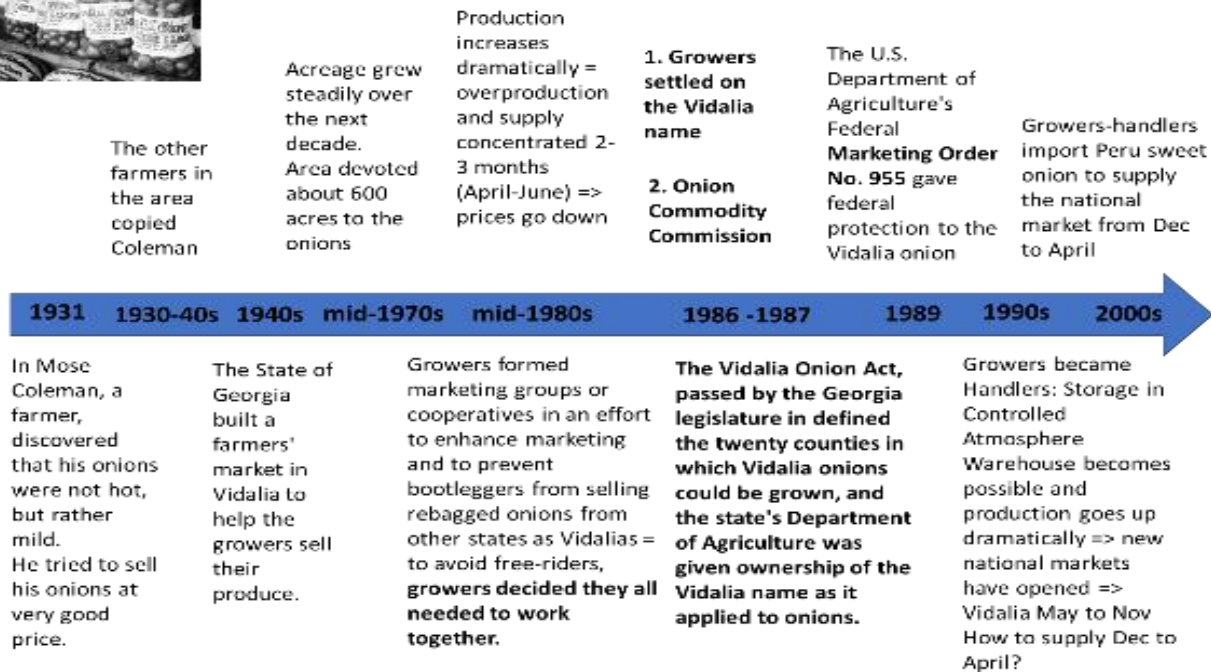 The other
farmers in
the area
copied
Coleman
Acreage grew
steadily over
the next
decade.
Area devoted
about 600
acres to the
onions
Production
increases
dramatically =
overproduction
and supply
concentrated 2-
3 months
(April-June) =>
prices go down
1. Growers
settled on
the Vidalia
name
2. Onion
Commodity
Commission
The U.S.
Department of
Agriculture's
Federal
Marketing Order
No. 955 gave
federal
protection to the
Vidalia onion
Growers-handlers
import Peru sweet
onion to supply
the national
market from Dec
to April
1931 1930-40s 1940s mid-1970s mid-1980s 1986 -1987 1989 1990s 2000s
In Mose
Coleman, a
farmer,
discovered
that his onions
were not hot,
but rather
mild.
He tried to sell
his onions at
very good
price.
The State of
Georgia
built a
farmers'
market in
Vidalia to
help the
growers sell
their
produce.
Growers formed
marketing groups or
cooperatives in an effort
to enhance marketing
and to prevent
bootleggers from selling
rebagged onions from
other states as Vidalias =
to avoid free-riders,
growers decided they all
needed to work
together.
The Vidalia Onion Act,
passed by the Georgia
legislature in defined
the twenty counties in
which Vidalia onions
could be grown, and
the state's Department
of Agriculture was
given ownership of the
Vidalia name as it
applied to onions.
Growers became
Handlers: Storage in
Controlled
Atmosphere
Warehouse becomes
possible and
production goes up
dramatically => new
national markets
have opened =>
Vidalia May to Nov
How to supply Dec to
April?